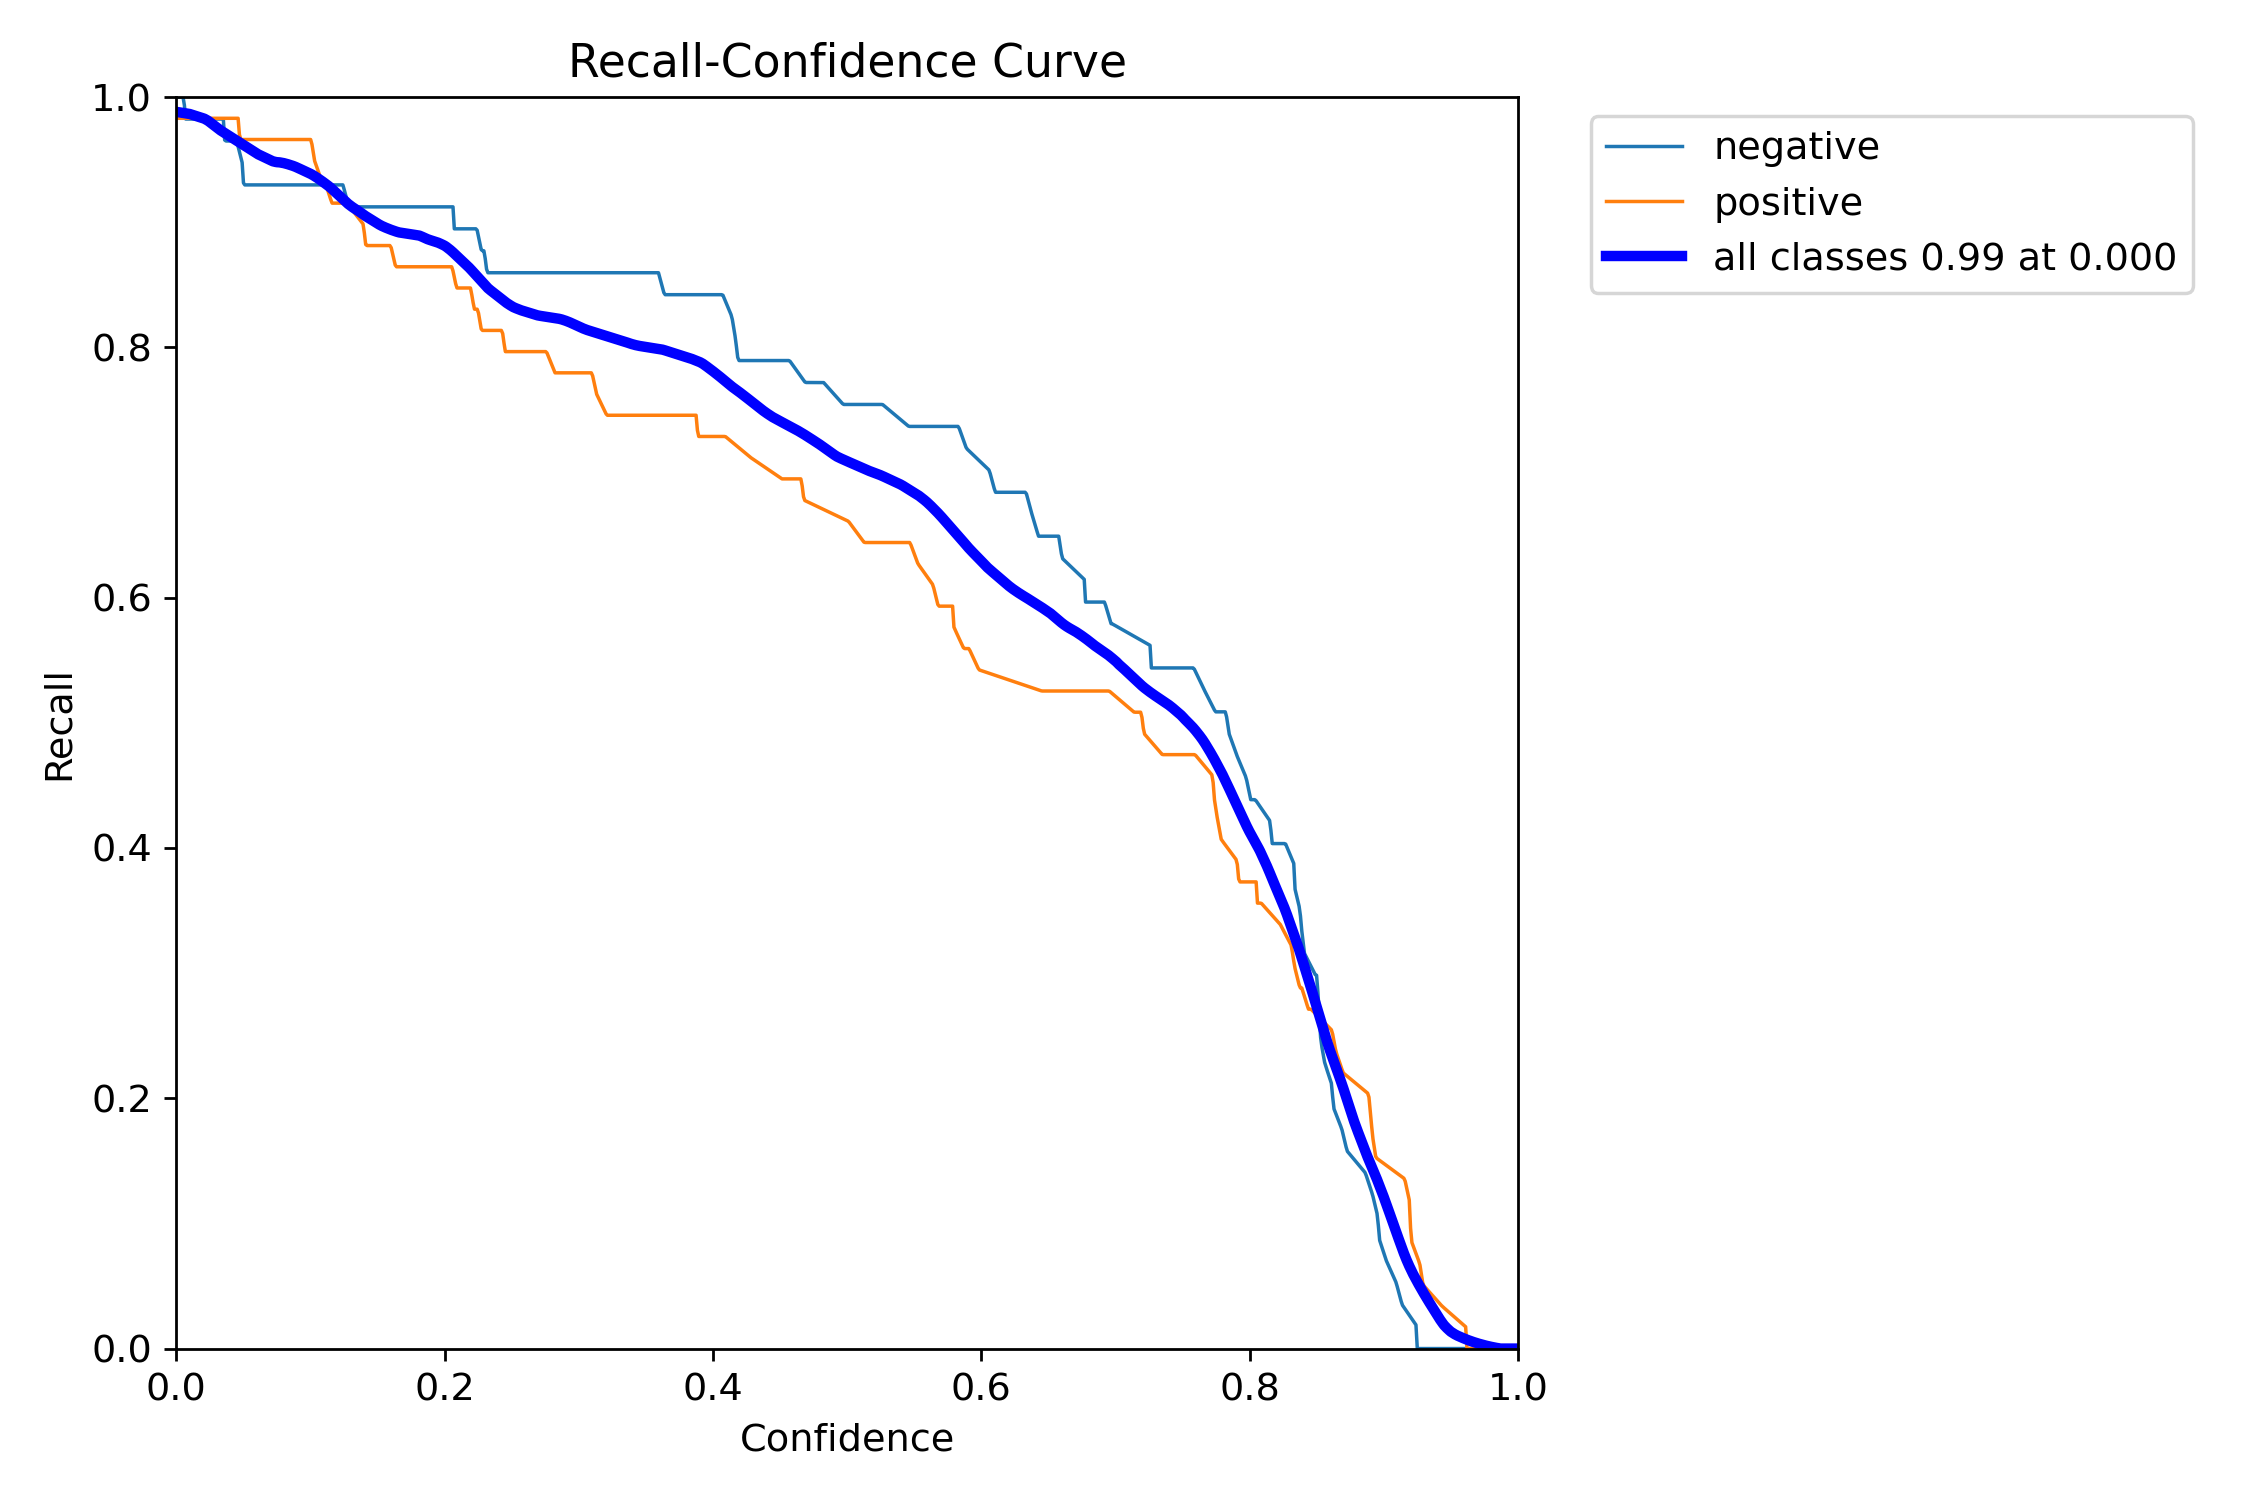 Recall-Confidence Curve
1.0
0.8
0.6
0.4
0.2
0.0
Recall
0.0 0.2 0.4 0.6 0.8 1.0
Confidence
negative
positive
all classes 0.99 at 0.000